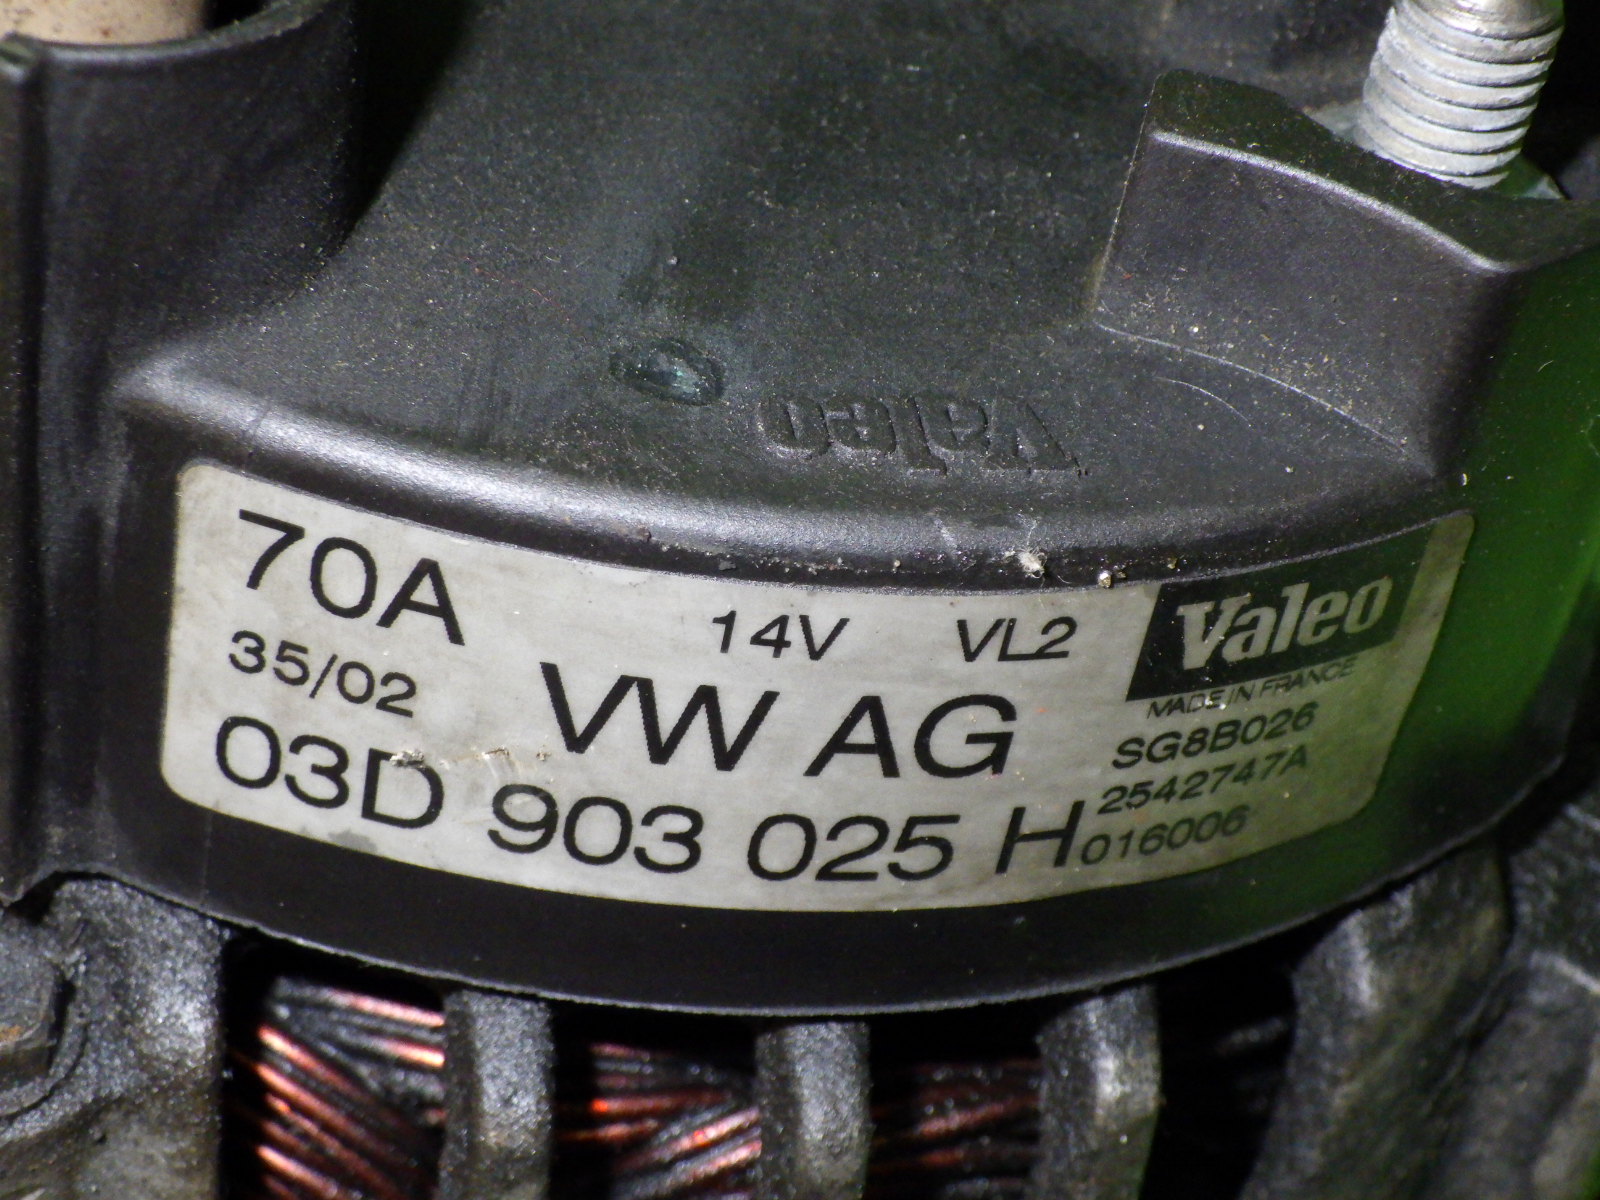 Valeo
70A 14V VL2 Valeo
MADE IN FRANCE
35/02 VW AG SG8B026
2542747A
03D 903 025 H 016006